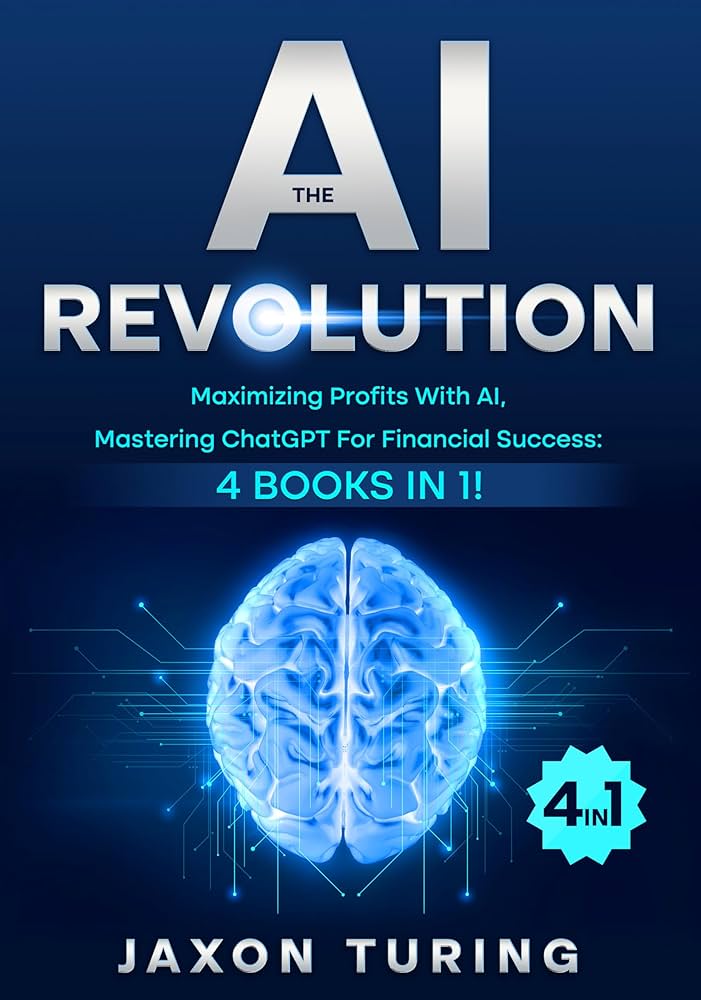 THE
AI
REVOLUTION
Maximizing Profits With AI,
Mastering ChatGPT For Financial Success:
4 BOOKS IN 1!
4 IN 1
JAXON TURING